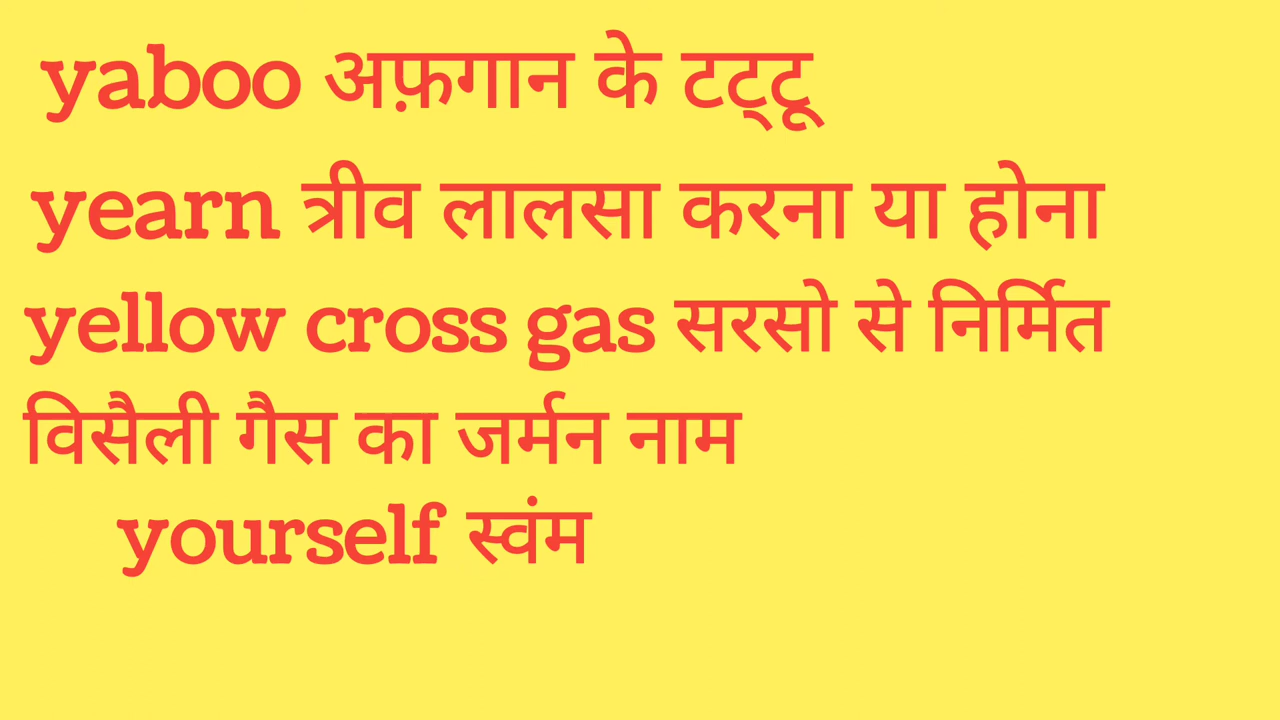 yaboo अफ़गान के टट्टू
yearn त्रीव लालसा करना या होना
yellow cross gas सरसो से निर्मित
विसैली गैस का जर्मन नाम
yourself स्वंम